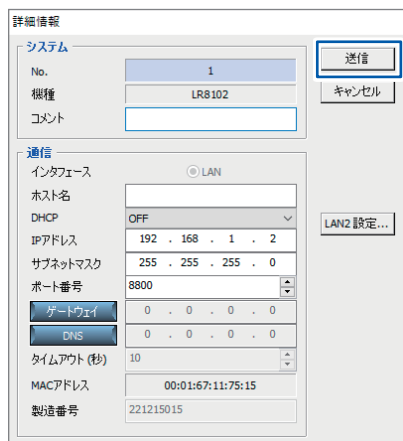 詳細情報
システム
No. 1
機種 LR8102
コメント
送信
キャンセル
通信
インタフェース LAN
ホスト名
DHCP OFF
IPアドレス 192 . 168 . 1 . 2
サブネットマスク 255 . 255 . 255 . 0
ポート番号 8800
ゲートウェイ 0 . 0 . 0 . 0
DNS 0 . 0 . 0 . 0
タイムアウト (秒) 10
MACアドレス 00:01:67:11:75:15
製造番号 221215015
LAN2 設定...